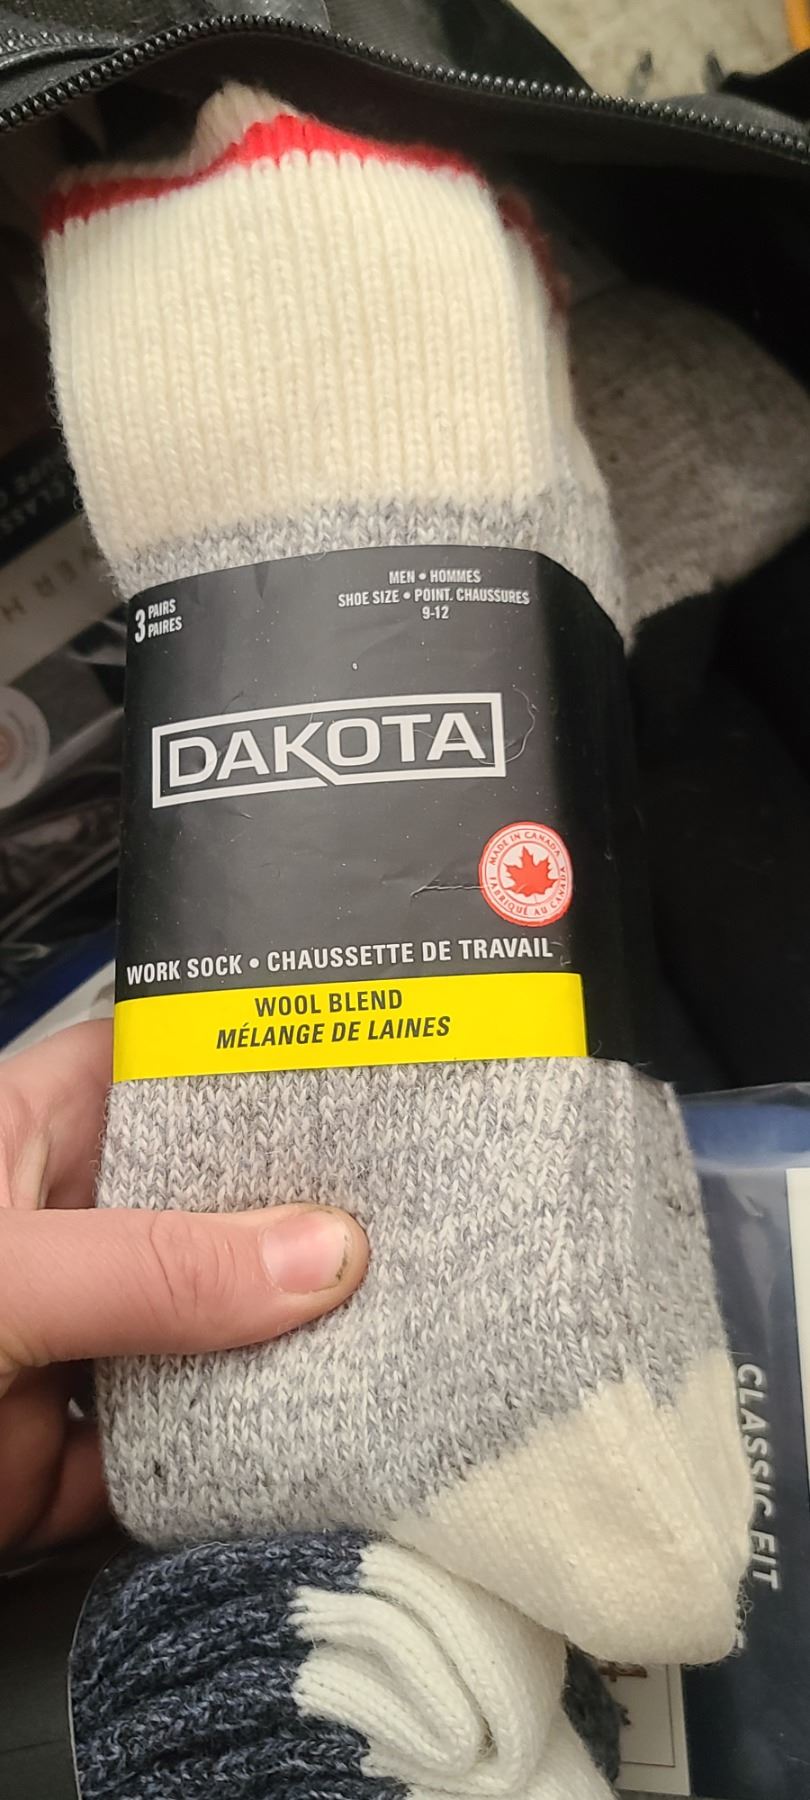 3 PAIRS
PAIRES
MEN • HOMMES
SHOE SIZE • POINT. CHAUSSURES
9-12
DAKOTA
MADE IN CANADA
FABRIQUÉ AU CANADA
WORK SOCK • CHAUSSETTE DE TRAVAIL
WOOL BLEND
MÉLANGE DE LAINES
CLASSIC FIT